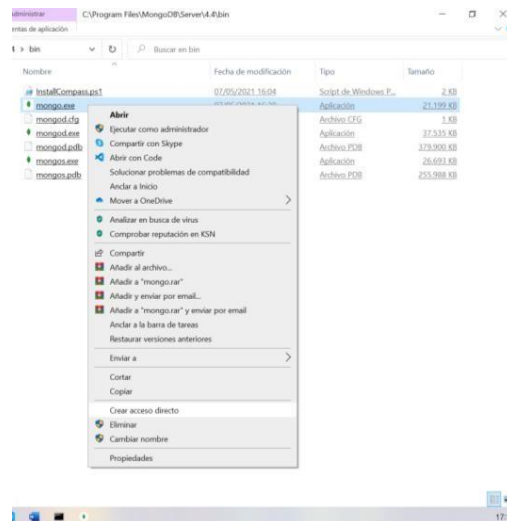 administrar C:\Program Files\MongoDB\Server\4.4\bin
entas de aplicación
> bin
Buscar en bin
Nombre Fecha de modificación Tipo Tamaño
InstallCompass.ps1 07/05/2021 16:04 Script de Windows P... 2 KB
mongo.exe Aplicación 21.199 KB
mongod.cfg Archivo CFG 1 KB
mongod.exe Aplicación 37.535 KB
mongod.pdb Archivo PDB 379.900 KB
mongos.exe Aplicación 26.693 KB
mongos.pdb Archivo PDB 255.988 KB
Abrir
Ejecutar como administrador
Compartir con Skype
Abrir con Code
Solucionar problemas de compatibilidad
Anclar a Inicio
Mover a OneDrive
Analizar en busca de virus
Comprobar reputación en KSN
Compartir
Añadir al archivo...
Añadir a "mongo.rar"
Añadir y enviar por email...
Añadir a "mongo.rar" y enviar por email
Anclar a la barra de tareas
Restaurar versiones anteriores
Enviar a
Cortar
Copiar
Crear acceso directo
Eliminar
Cambiar nombre
Propiedades